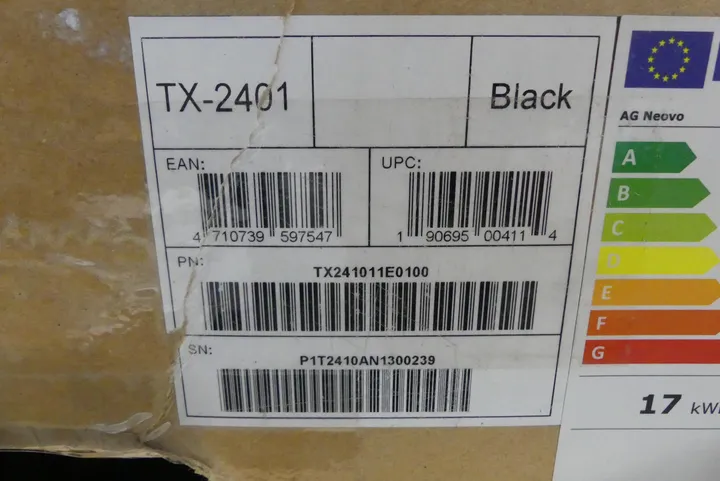 TX-2401
Black
EAN:
4 710739 597547
UPC:
1 90695 00411 4
PN:
TX241011E0100
SN:
P1T2410AN1300239
AG Neovo
A
B
C
D
E
F
G
17